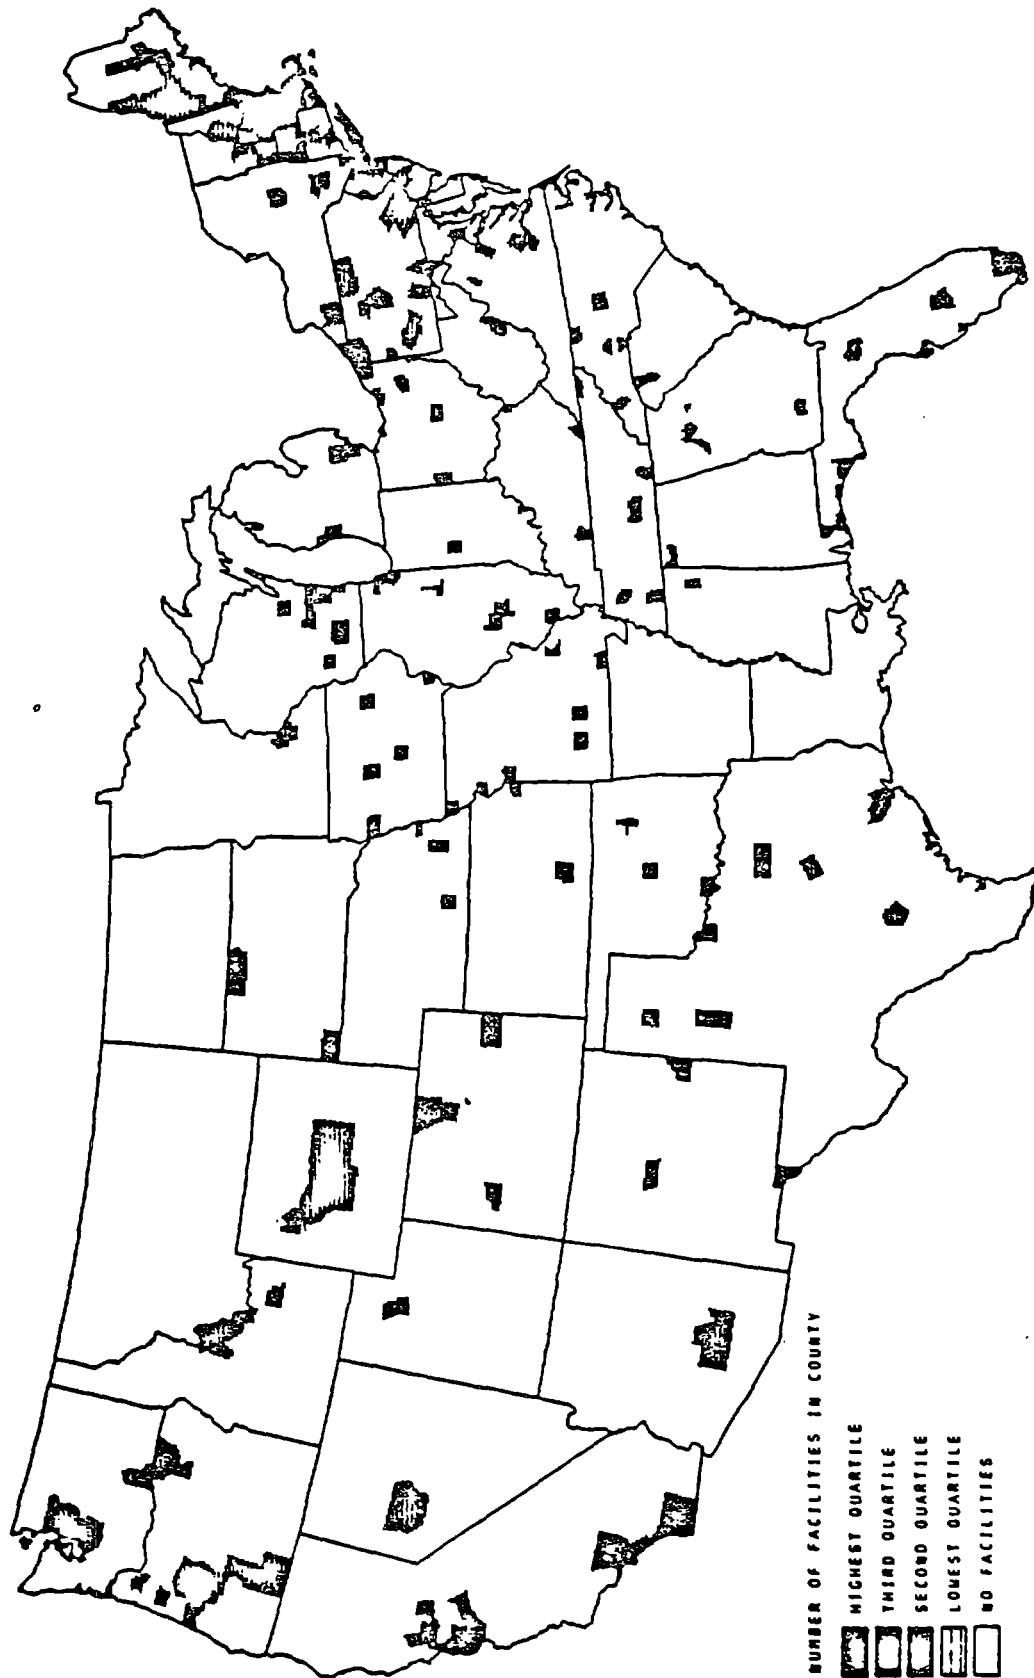 NUMBER OF FACILITIES IN COUNTY
HIGHEST QUARTILE
THIRD QUARTILE
SECOND QUARTILE
LOWEST QUARTILE
NO FACILITIES